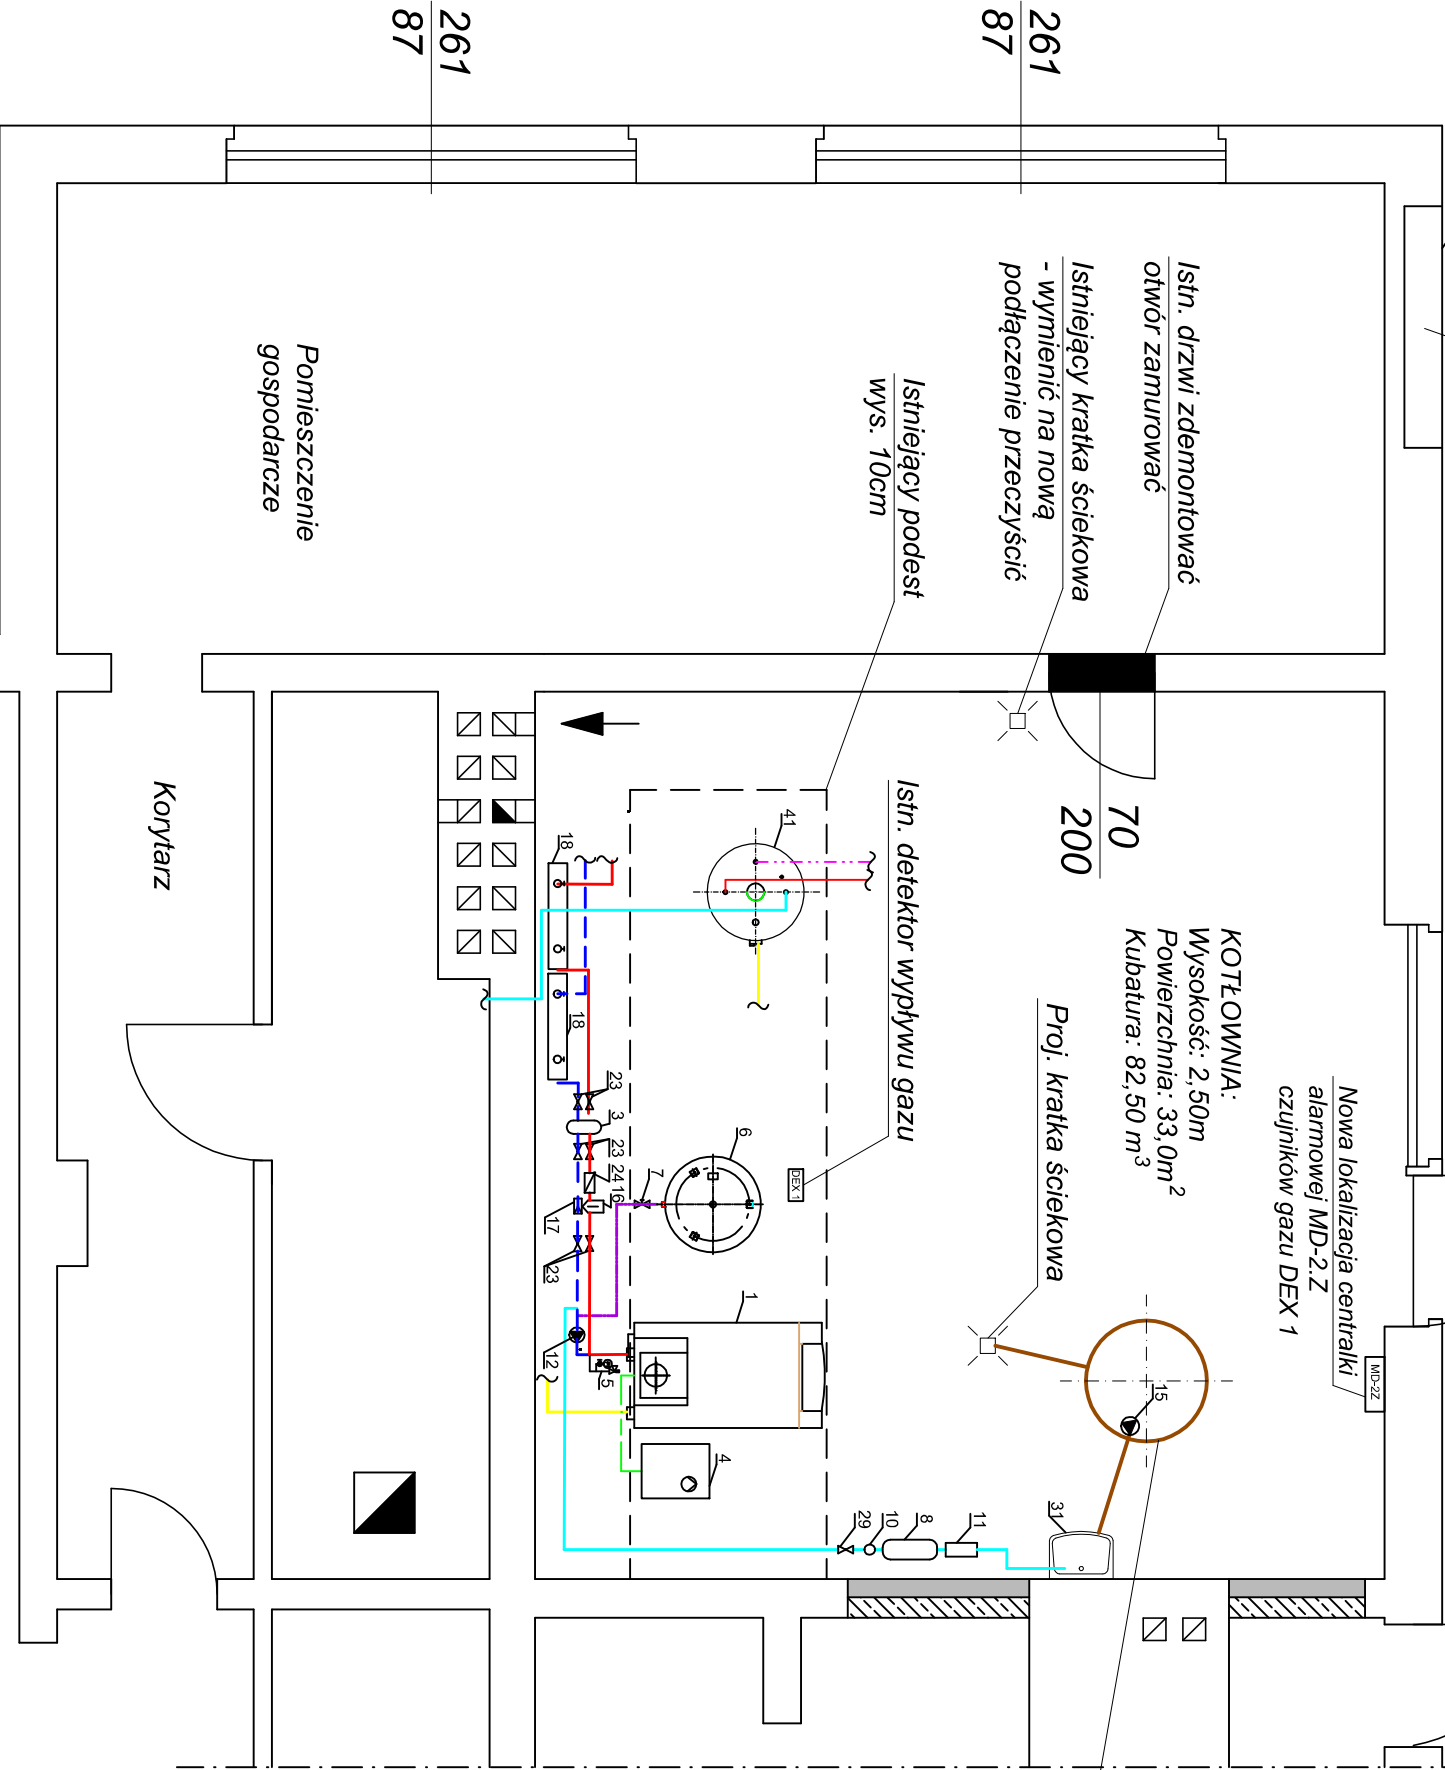 261
87
261
87
Istn. drzwi zdemontować
otwór zamurować
Istniejący kratka ściekowa
- wymienić na nową
podłączenie przeczyścić
Istniejący podest
wys. 10cm
Pomieszczenie
gospodarcze
70
200
KOTŁOWNIA:
Wysokość: 2,50m
Powierzchnia: 33,0m²
Kubatura: 82,50 m³
Nowa lokalizacja centralki
alarmowej MD-2.Z
czujników gazu DEX 1
MD-2Z
Proj. kratka ściekowa
Istn. detektor wypływu gazu
DEX 1
Korytarz
41
18
18
23
3
23
24
16
17
23
7
6
1
12
5
4
15
31
11
8
10
29